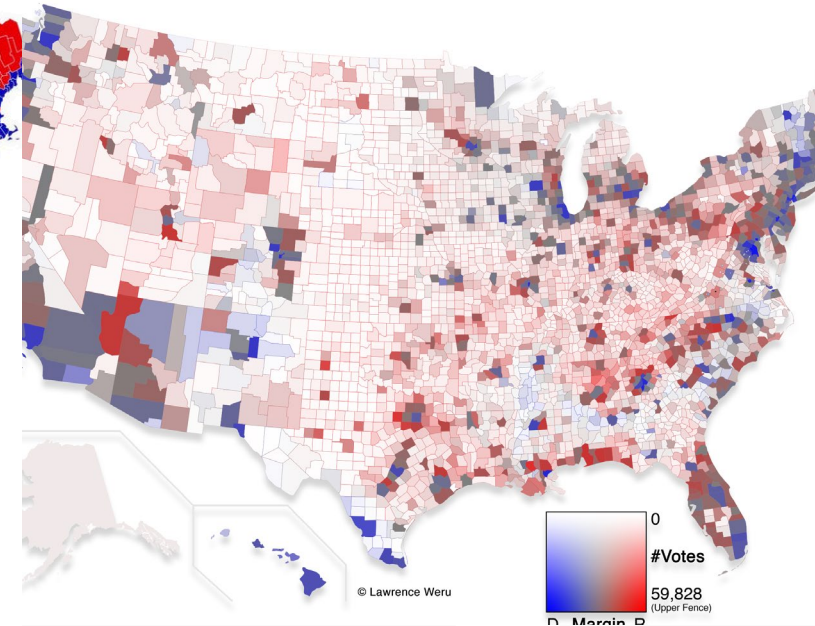 0
#Votes
59,828
(Upper Fence)
© Lawrence Weru
D Margin R